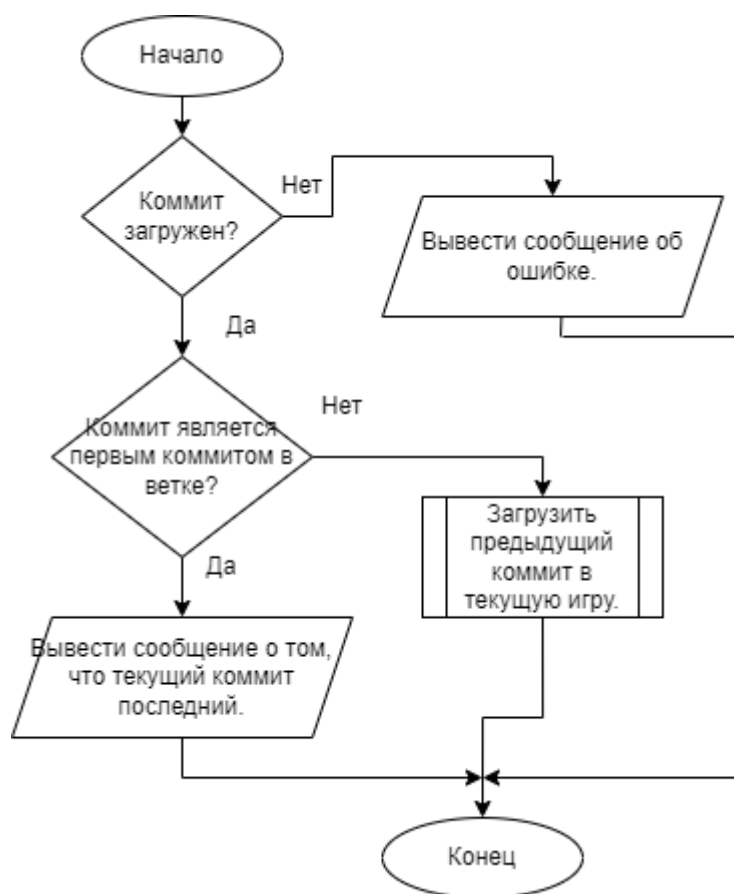 Начало
Коммит
загружен?
Нет
Вывести сообщение об
ошибке.
Да
Коммит является
первым коммитом в
ветке?
Нет
Загрузить
предыдущий
коммит в
текущую игру.
Да
Вывести сообщение о том,
что текущий коммит
последний.
Конец